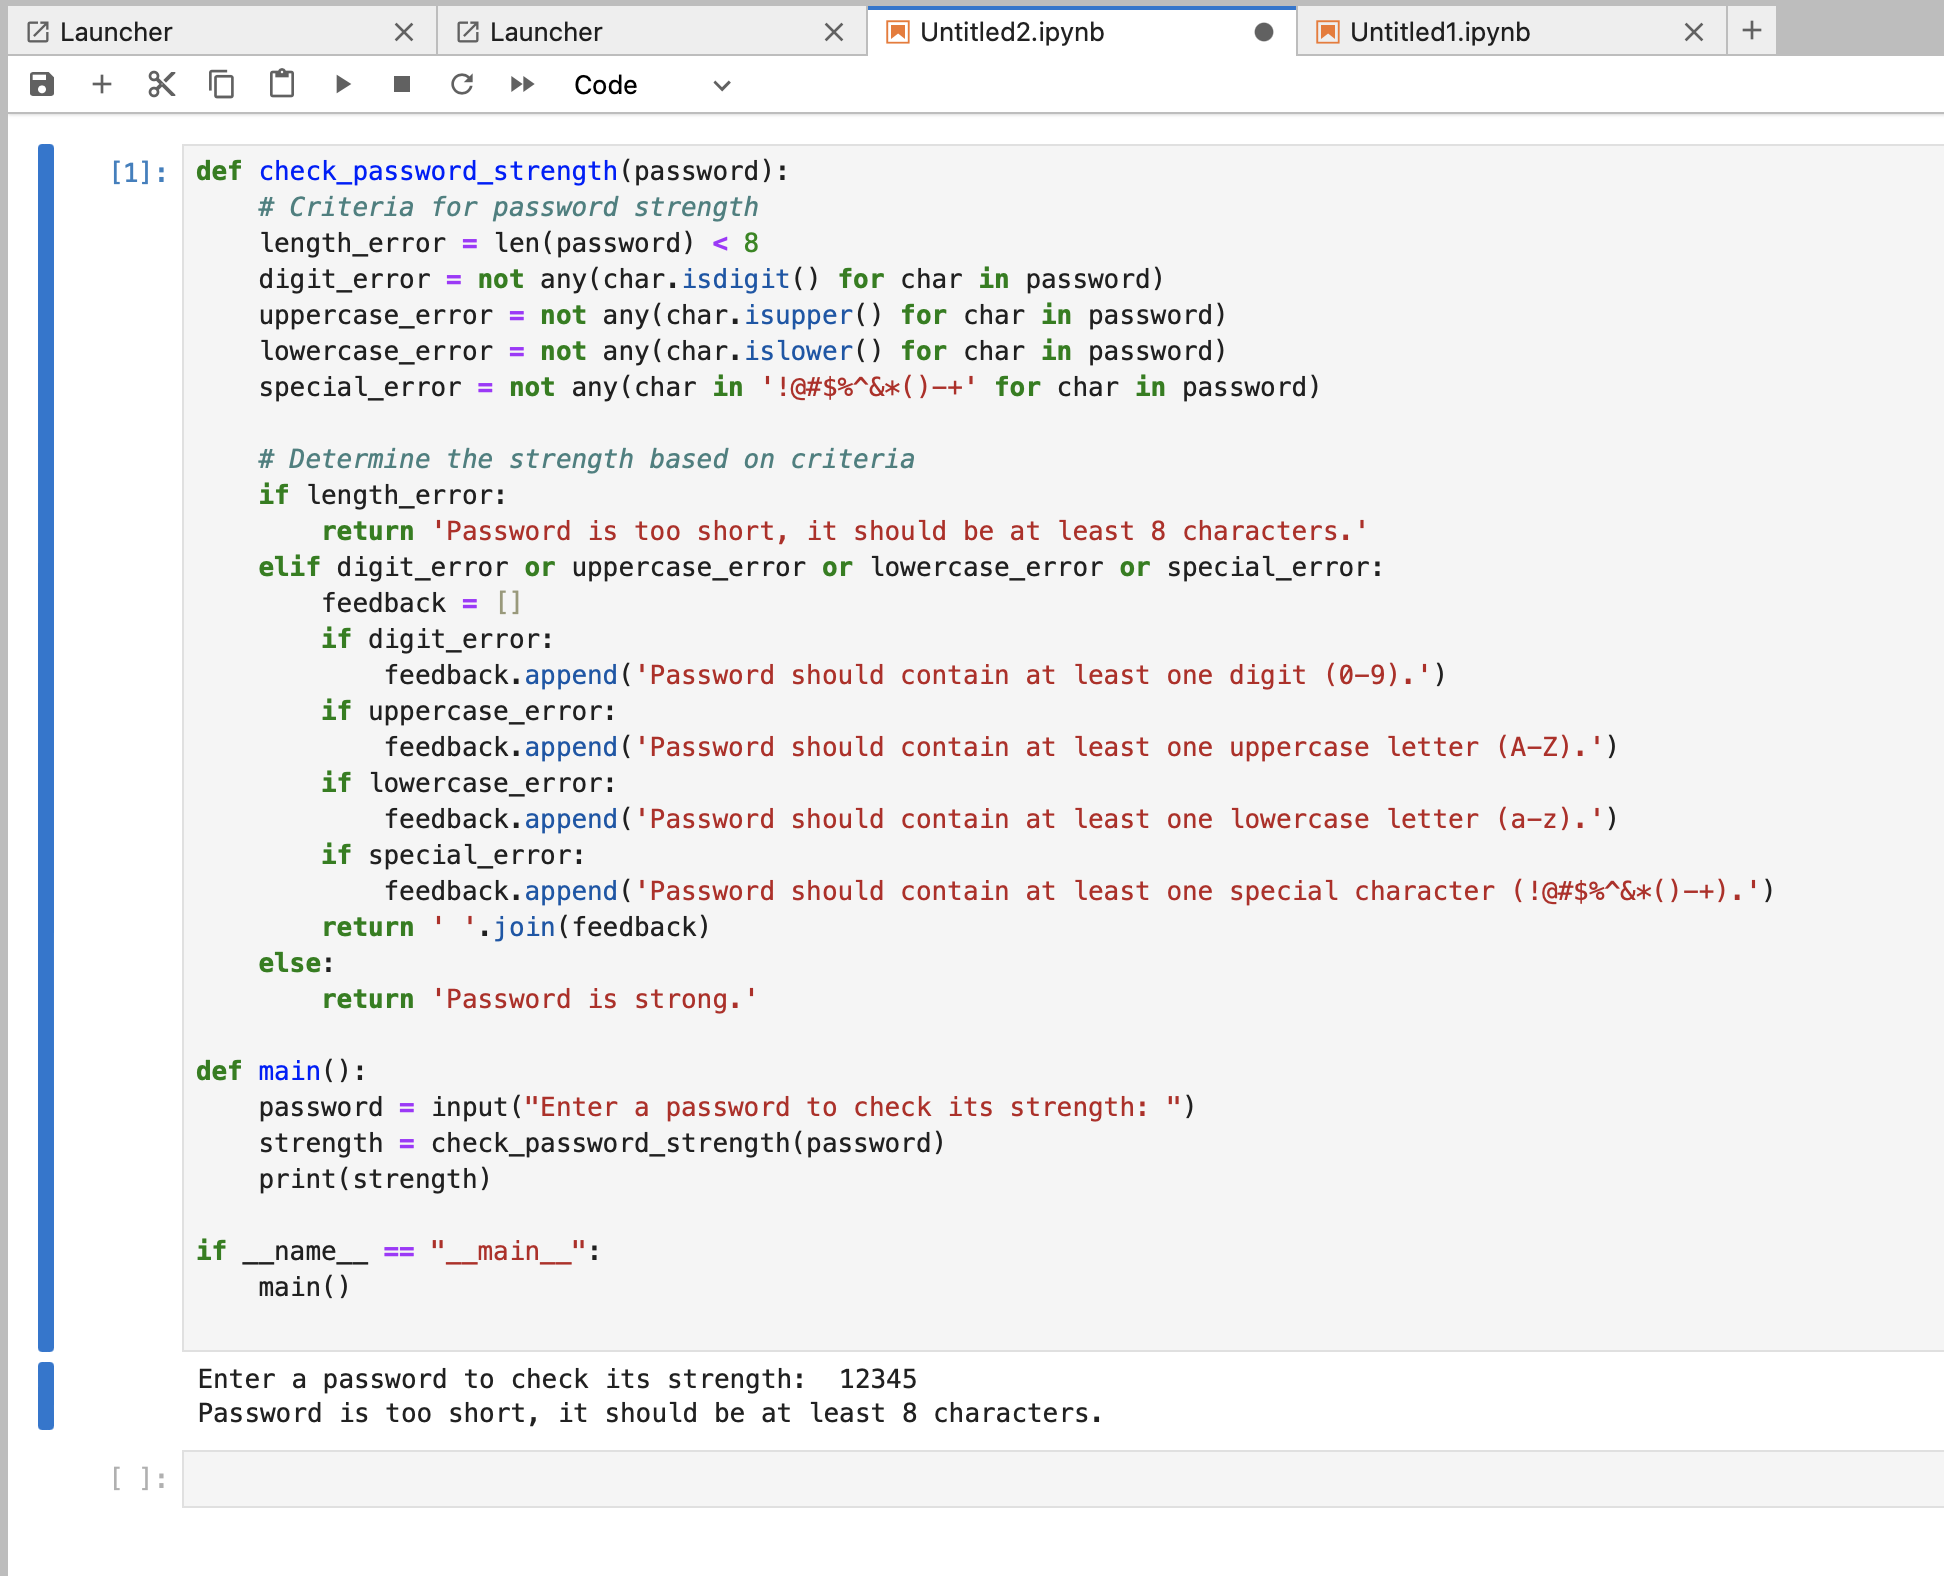 Launcher
Launcher
Untitled2.ipynb
Untitled1.ipynb
Code
[1]:
def check_password_strength(password):
    # Criteria for password strength
    length_error = len(password) < 8
    digit_error = not any(char.isdigit() for char in password)
    uppercase_error = not any(char.isupper() for char in password)
    lowercase_error = not any(char.islower() for char in password)
    special_error = not any(char in '!@#$%^&*()-+' for char in password)

    # Determine the strength based on criteria
    if length_error:
        return 'Password is too short, it should be at least 8 characters.'
    elif digit_error or uppercase_error or lowercase_error or special_error:
        feedback = []
        if digit_error:
            feedback.append('Password should contain at least one digit (0-9).')
        if uppercase_error:
            feedback.append('Password should contain at least one uppercase letter (A-Z).')
        if lowercase_error:
            feedback.append('Password should contain at least one lowercase letter (a-z).')
        if special_error:
            feedback.append('Password should contain at least one special character (!@#$%^&*()-+).')
        return ' '.join(feedback)
    else:
        return 'Password is strong.'

def main():
    password = input("Enter a password to check its strength: ")
    strength = check_password_strength(password)
    print(strength)

if __name__ == "__main__":
    main()

Enter a password to check its strength:  12345
Password is too short, it should be at least 8 characters.
[ ]: